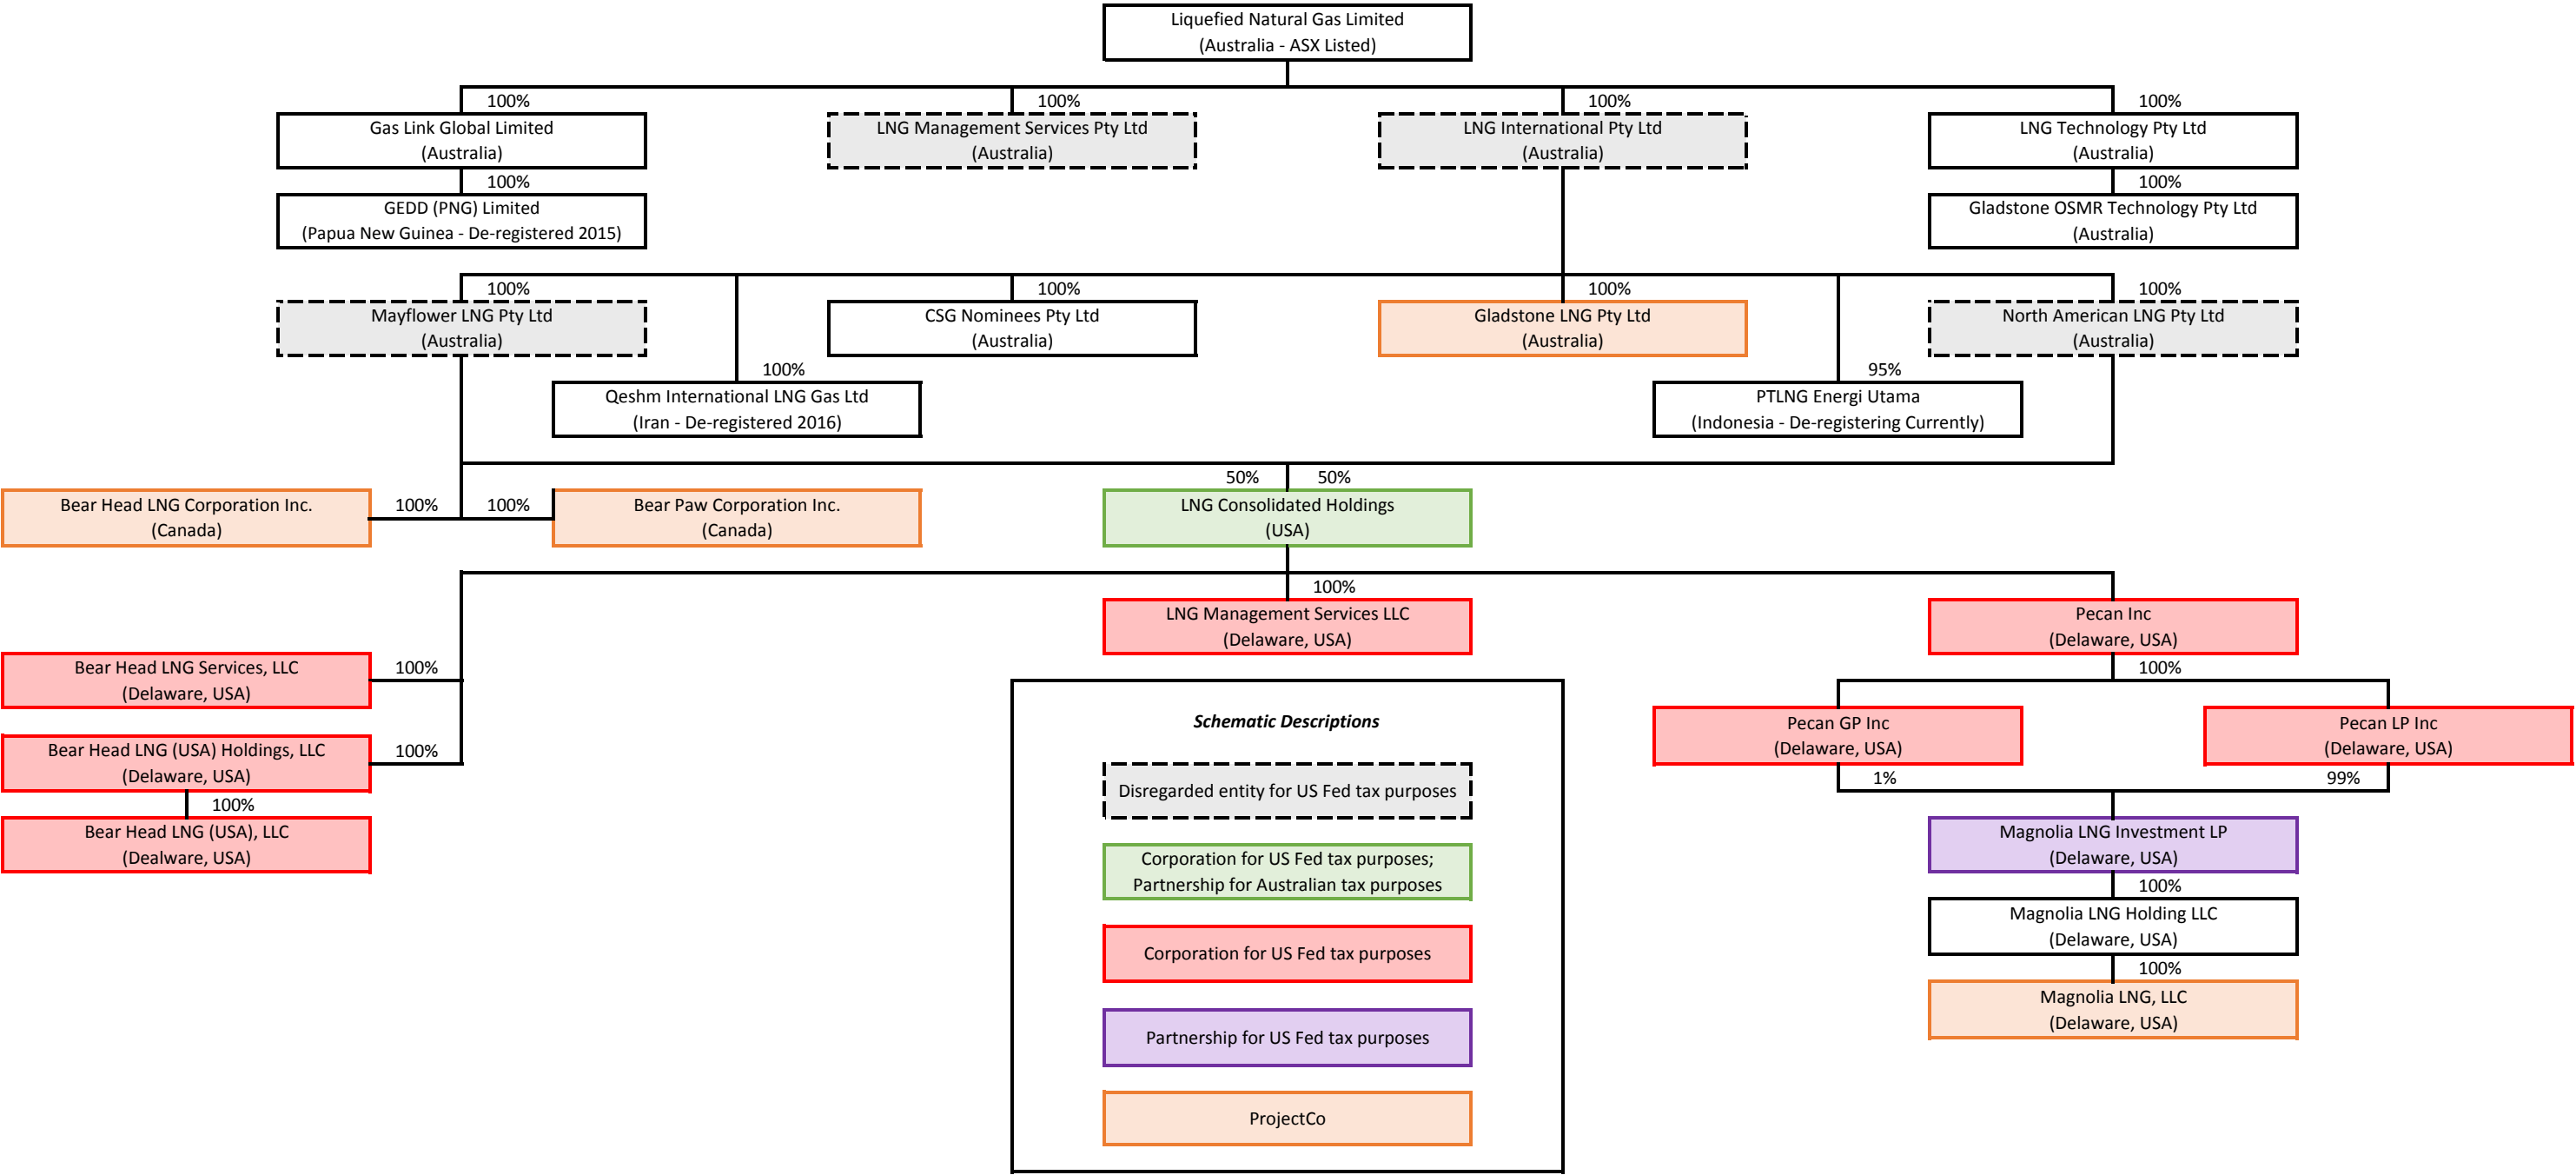 Liquefied Natural Gas Limited
(Australia - ASX Listed)
100%
100%
100%
100%
Gas Link Global Limited
(Australia)
LNG Management Services Pty Ltd
(Australia)
LNG International Pty Ltd
(Australia)
LNG Technology Pty Ltd
(Australia)
100%
100%
GEDD (PNG) Limited
(Papua New Guinea - De-registered 2015)
Gladstone OSMR Technology Pty Ltd
(Australia)
100%
100%
100%
100%
Mayflower LNG Pty Ltd
(Australia)
CSG Nominees Pty Ltd
(Australia)
Gladstone LNG Pty Ltd
(Australia)
North American LNG Pty Ltd
(Australia)
100%
95%
Qeshm International LNG Gas Ltd
(Iran - De-registered 2016)
PTLNG Energi Utama
(Indonesia - De-registering Currently)
50%
50%
Bear Head LNG Corporation Inc.
(Canada)
100%
100%
Bear Paw Corporation Inc.
(Canada)
LNG Consolidated Holdings
(USA)
100%
LNG Management Services LLC
(Delaware, USA)
Pecan Inc
(Delaware, USA)
Bear Head LNG Services, LLC
(Delaware, USA)
100%
100%
Bear Head LNG (USA) Holdings, LLC
(Delaware, USA)
100%
Pecan GP Inc
(Delaware, USA)
Pecan LP Inc
(Delaware, USA)
1%
99%
100%
Bear Head LNG (USA), LLC
(Dealware, USA)
Magnolia LNG Investment LP
(Delaware, USA)
100%
Magnolia LNG Holding LLC
(Delaware, USA)
100%
Magnolia LNG, LLC
(Delaware, USA)
Schematic Descriptions
Disregarded entity for US Fed tax purposes
Corporation for US Fed tax purposes;
Partnership for Australian tax purposes
Corporation for US Fed tax purposes
Partnership for US Fed tax purposes
ProjectCo